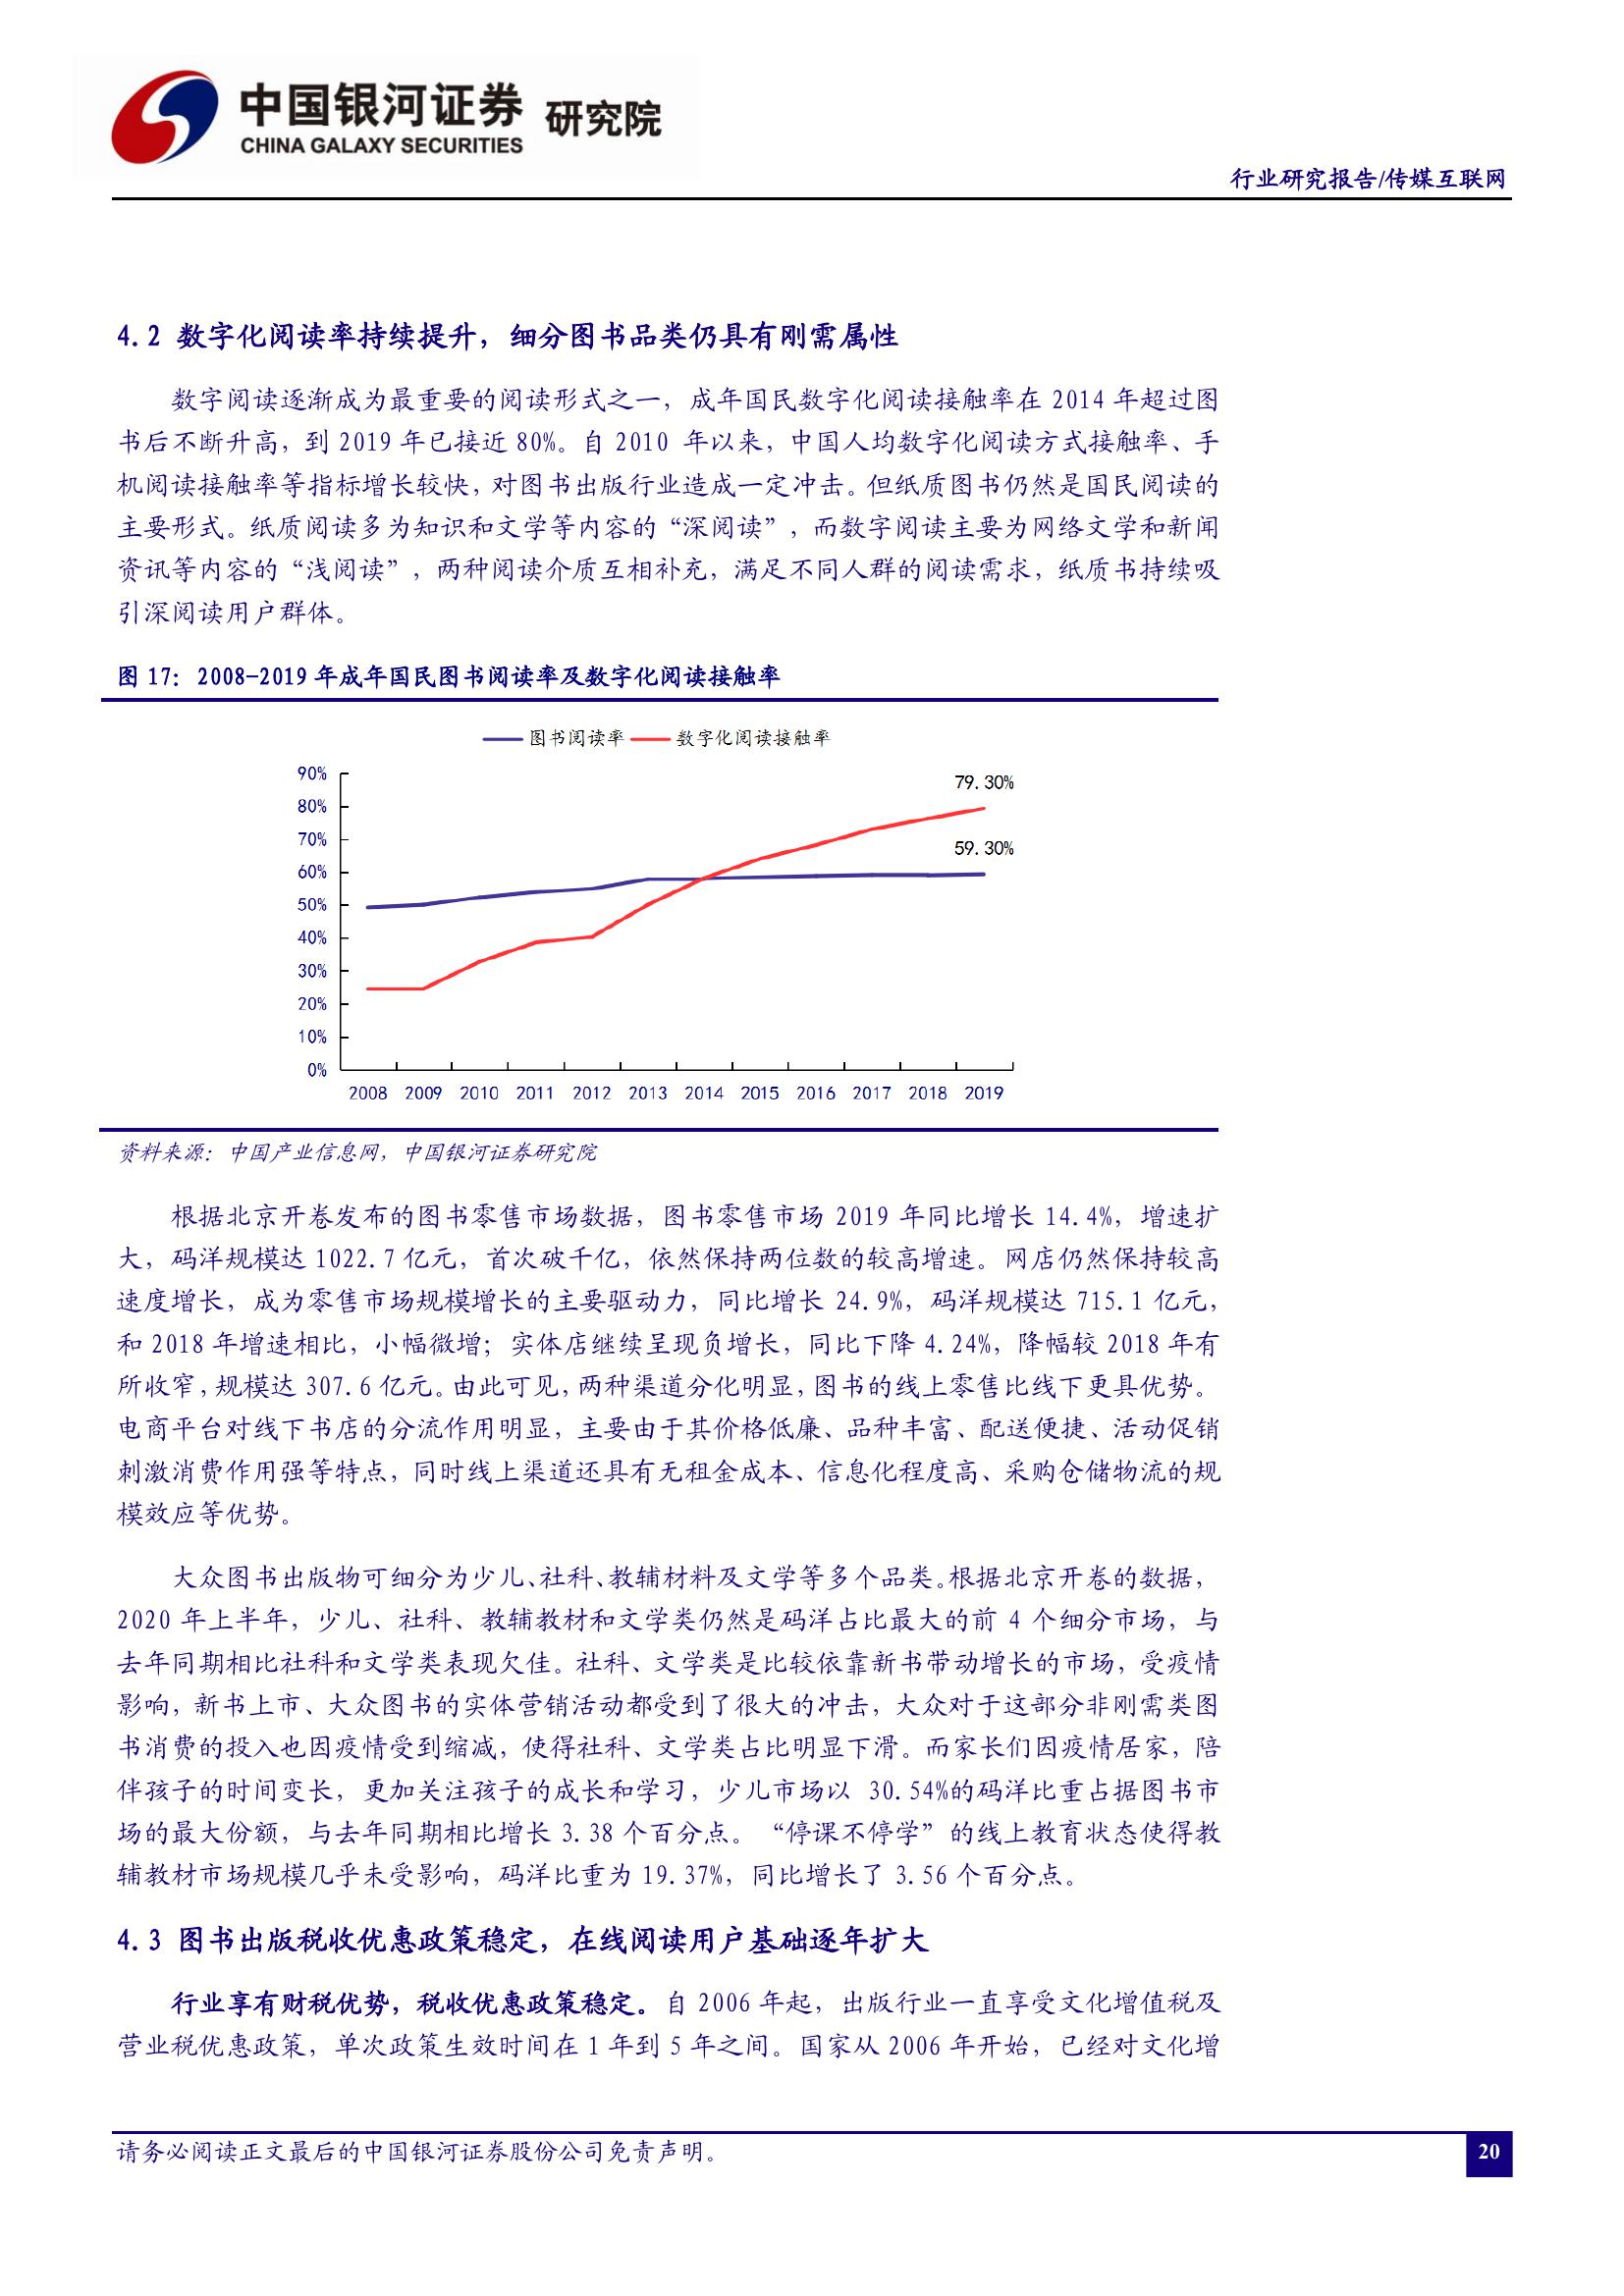 中国银河证券 研究院
CHINA GALAXY SECURITIES
行业研究报告/传媒互联网
4.2 数字化阅读率持续提升，细分图书品类仍具有刚需属性
数字阅读逐渐成为最重要的阅读形式之一，成年国民数字化阅读接触率在 2014 年超过图
书后不断升高，到 2019 年已接近 80%。自 2010 年以来，中国人均数字化阅读方式接触率、手
机阅读接触率等指标增长较快，对图书出版行业造成一定冲击。但纸质图书仍然是国民阅读的
主要形式。纸质阅读多为知识和文学等内容的“深阅读”，而数字阅读主要为网络文学和新闻
资讯等内容的“浅阅读”，两种阅读介质互相补充，满足不同人群的阅读需求，纸质书持续吸
引深阅读用户群体。
图 17：2008-2019 年成年国民图书阅读率及数字化阅读接触率
图书阅读率 数字化阅读接触率
90%
80%
70%
60%
50%
40%
30%
20%
10%
0%
79.30%
59.30%
2008 2009 2010 2011 2012 2013 2014 2015 2016 2017 2018 2019
资料来源：中国产业信息网，中国银河证券研究院
根据北京开卷发布的图书零售市场数据，图书零售市场 2019 年同比增长 14.4%，增速扩
大，码洋规模达 1022.7 亿元，首次破千亿，依然保持两位数的较高增速。网店仍然保持较高
速度增长，成为零售市场规模增长的主要驱动力，同比增长 24.9%，码洋规模达 715.1 亿元，
和 2018 年增速相比，小幅微增；实体店继续呈现负增长，同比下降 4.24%，降幅较 2018 年有
所收窄，规模达 307.6 亿元。由此可见，两种渠道分化明显，图书的线上零售比线下更具优势。
电商平台对线下书店的分流作用明显，主要由于其价格低廉、品种丰富、配送便捷、活动促销
刺激消费作用强等特点，同时线上渠道还具有无租金成本、信息化程度高、采购仓储物流的规
模效应等优势。
大众图书出版物可细分为少儿、社科、教辅材料及文学等多个品类。根据北京开卷的数据，
2020 年上半年，少儿、社科、教辅教材和文学类仍然是码洋占比最大的前 4 个细分市场，与
去年同期相比社科和文学类表现欠佳。社科、文学类是比较依靠新书带动增长的市场，受疫情
影响，新书上市、大众图书的实体营销活动都受到了很大的冲击，大众对于这部分非刚需类图
书消费的投入也因疫情受到缩减，使得社科、文学类占比明显下滑。而家长们因疫情居家，陪
伴孩子的时间变长，更加关注孩子的成长和学习，少儿市场以 30.54%的码洋比重占据图书市
场的最大份额，与去年同期相比增长 3.38 个百分点。“停课不停学”的线上教育状态使得教
辅教材市场规模几乎未受影响，码洋比重为 19.37%，同比增长了 3.56 个百分点。
4.3 图书出版税收优惠政策稳定，在线阅读用户基础逐年扩大
行业享有财税优势，税收优惠政策稳定。自 2006 年起，出版行业一直享受文化增值税及
营业税优惠政策，单次政策生效时间在 1 年到 5 年之间。国家从 2006 年开始，已经对文化增
请务必阅读正文最后的中国银河证券股份公司免责声明。
20